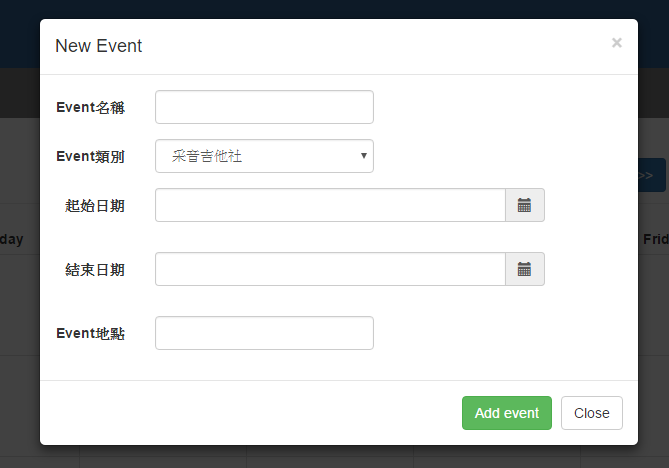 New Event
×
Event名稱
Event類別
采音吉他社
起始日期
>>
day
Frid
結束日期
Event地點
Add event
Close